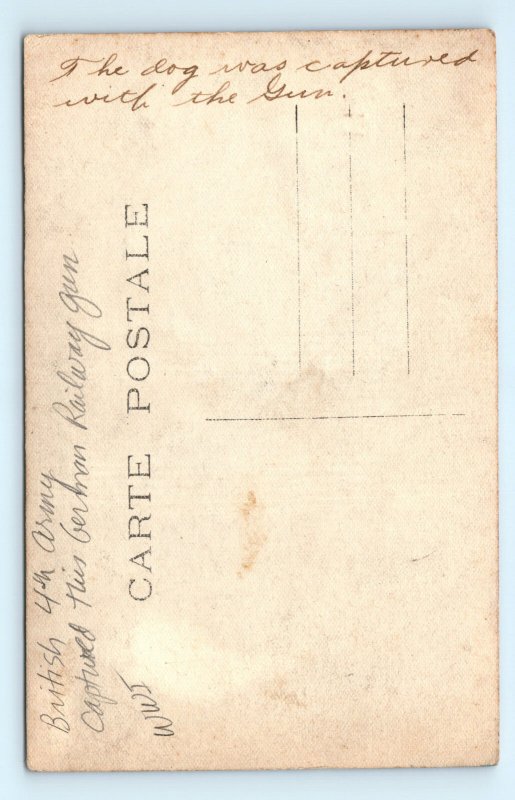 The dog was captured
with the Gun.
British 4th Army
captured this German Railway gun
WWI
CARTE POSTALE